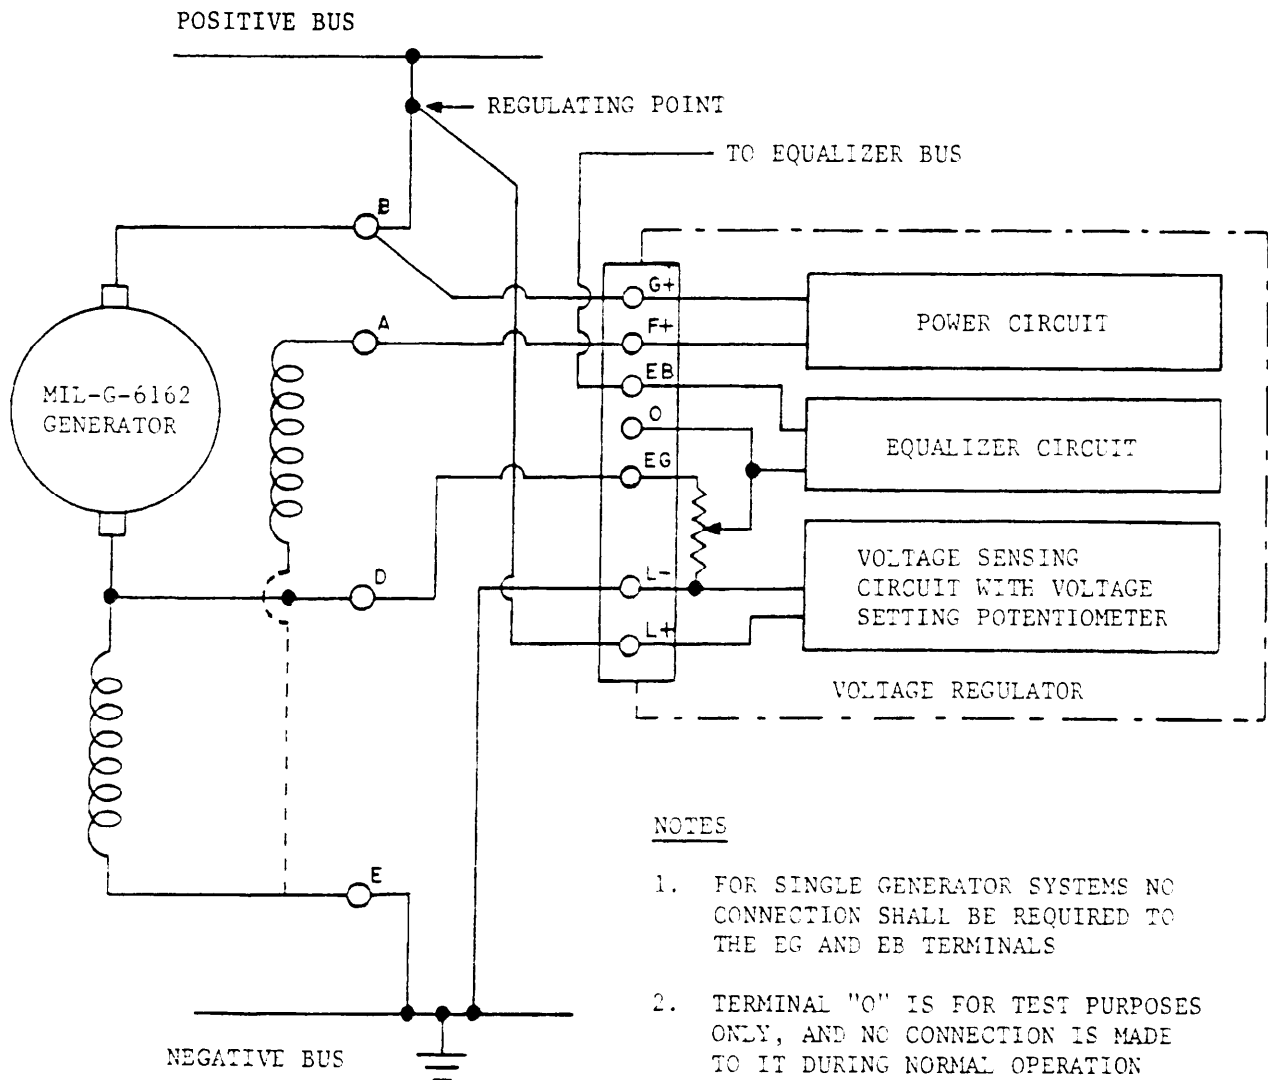 POSITIVE BUS
REGULATING POINT
TO EQUALIZER BUS
B
G+
POWER CIRCUIT
A
F+
MIL-G-6162
GENERATOR
EB
O
EQUALIZER CIRCUIT
EG
D
L-
VOLTAGE SENSING
CIRCUIT WITH VOLTAGE
SETTING POTENTIOMETER
L+
VOLTAGE REGULATOR
E
NEGATIVE BUS
NOTES
1. FOR SINGLE GENERATOR SYSTEMS NO
CONNECTION SHALL BE REQUIRED TO
THE EG AND EB TERMINALS
2. TERMINAL "O" IS FOR TEST PURPOSES
ONLY, AND NO CONNECTION IS MADE
TO IT DURING NORMAL OPERATION